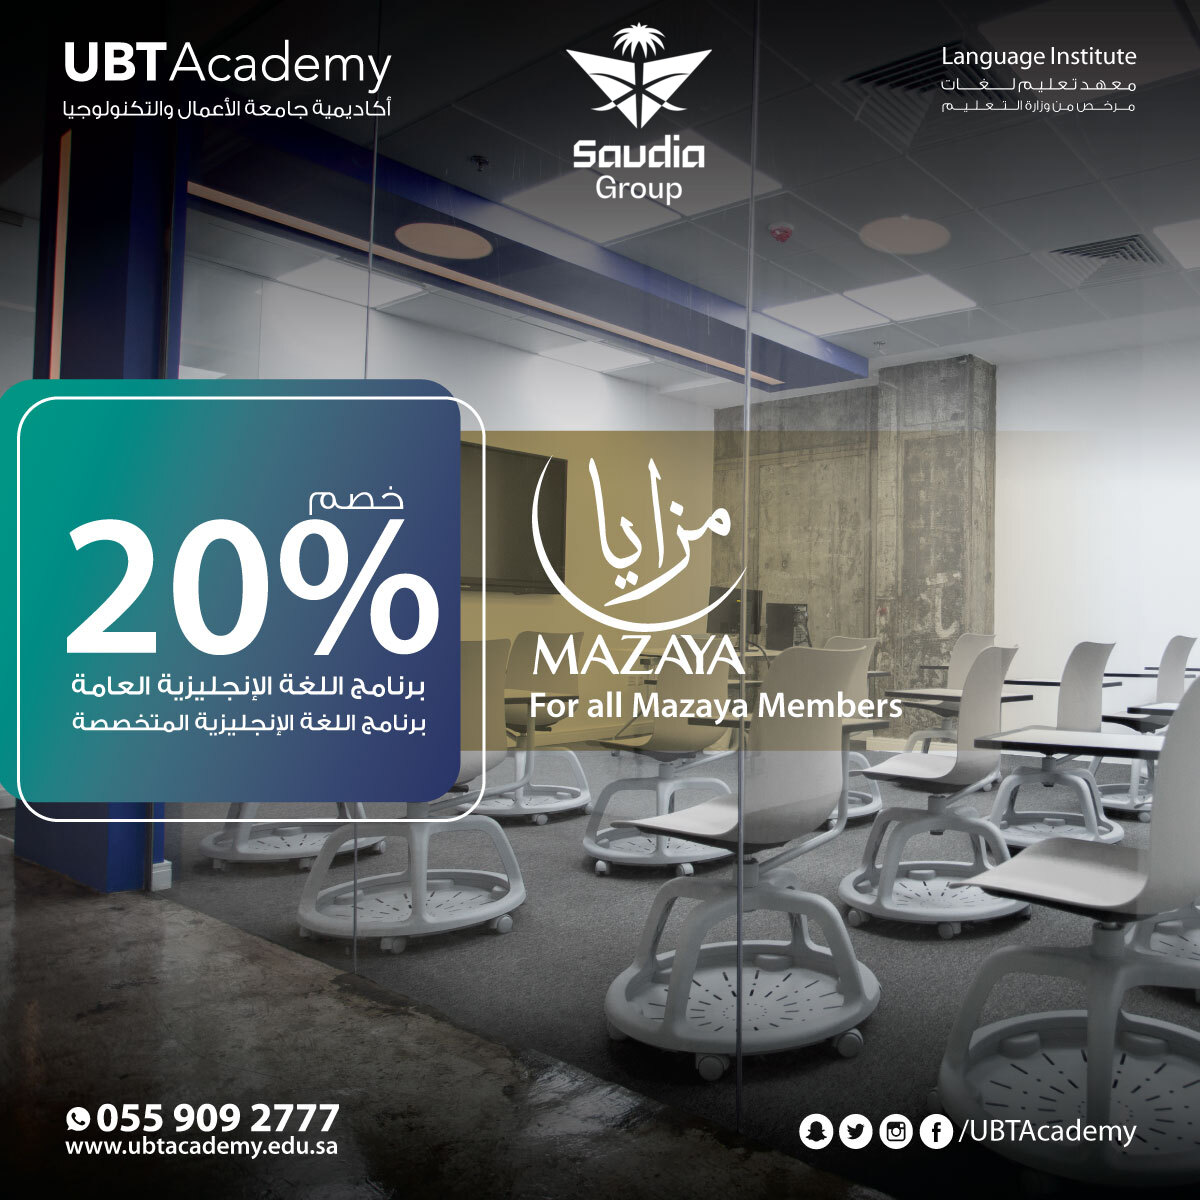 UBT Academy
أكاديمية جامعة الأعمال والتكنولوجيا
Saudia
Group
Language Institute
معهد تعليم لغات
مرخص من وزارة التعليم
خصم
20%
برنامج اللغة الإنجليزية العامة
برنامج اللغة الإنجليزية المتخصصة
مزايا
MAZAYA
For all Mazaya Members
055 909 2777
www.ubtacademy.edu.sa
/UBTAcademy